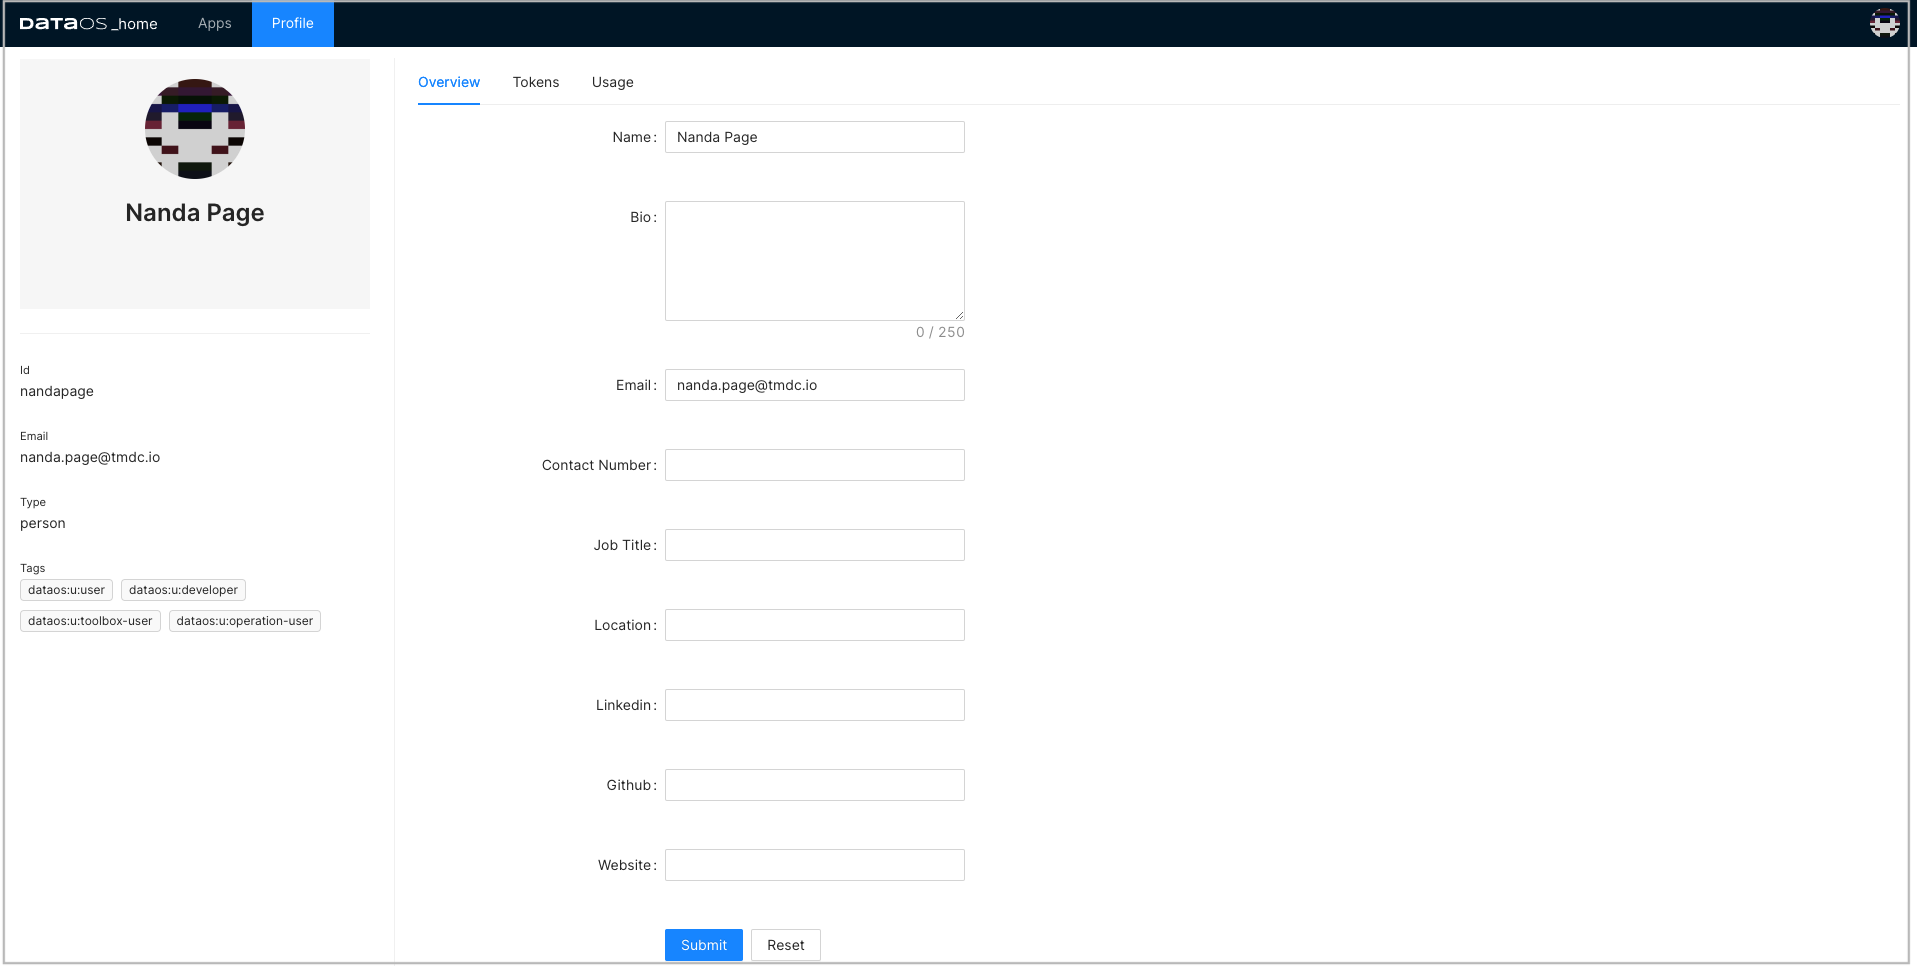 DATAOS _home Apps Profile
Nanda Page
Id
nandapage
Email
nanda.page@tmdc.io
Type
person
Tags
dataos:u:user dataos:u:developer
dataos:u:toolbox-user dataos:u:operation-user
Overview Tokens Usage
Name: Nanda Page
Bio:
0 / 250
Email: nanda.page@tmdc.io
Contact Number:
Job Title:
Location:
Linkedin:
Github:
Website:
Submit Reset